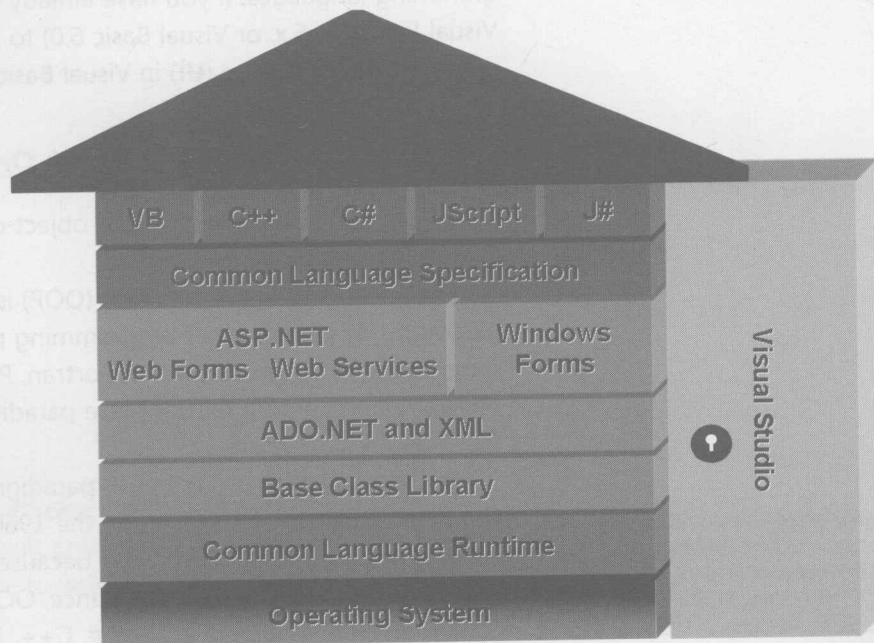 VB C++ C# JScript J#
Common Language Specification
ASP.NET
Web Forms Web Services
Windows
Forms
ADO.NET and XML
Base Class Library
Common Language Runtime
Operating System
Visual Studio